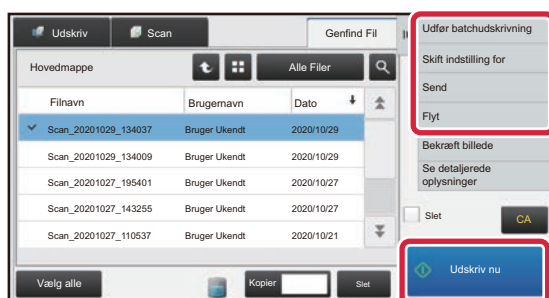 Udskriv
Scan
Genfind Fil
Hovedmappe
Alle Filer
Filnavn
Brugernavn
Dato
Scan_20201029_134037 Bruger Ukendt 2020/10/29
Scan_20201029_134009 Bruger Ukendt 2020/10/29
Scan_20201027_195401 Bruger Ukendt 2020/10/27
Scan_20201027_143255 Bruger Ukendt 2020/10/27
Scan_20201027_110537 Bruger Ukendt 2020/10/21
Vælg alle
Kopier
Slet
Udfør batchudskrivning
Skift indstilling for
Send
Flyt
Bekræft billede
Se detaljerede
oplysninger
Slet
CA
Udskriv nu